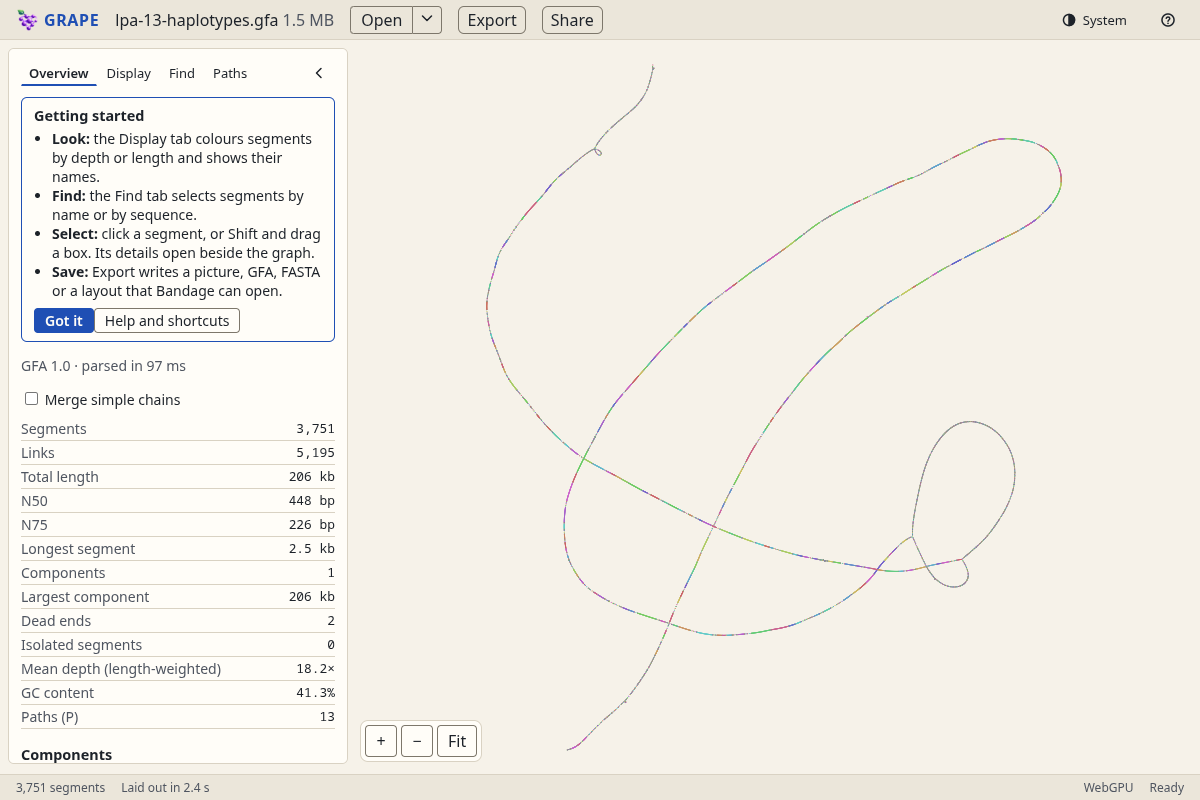 GRAPE lpa-13-haplotypes.gfa 1.5 MB Open Export Share System
Overview Display Find Paths
Getting started
• Look: the Display tab colours segments
by depth or length and shows their
names.
• Find: the Find tab selects segments by
name or by sequence.
• Select: click a segment, or Shift and drag
a box. Its details open beside the graph.
• Save: Export writes a picture, GFA, FASTA
or a layout that Bandage can open.
Got it Help and shortcuts
GFA 1.0 · parsed in 97 ms
Merge simple chains
Segments 3,751
Links 5,195
Total length 206 kb
N50 448 bp
N75 226 bp
Longest segment 2.5 kb
Components 1
Largest component 206 kb
Dead ends 2
Isolated segments 0
Mean depth (length-weighted) 18.2×
GC content 41.3%
Paths (P) 13
Components
+ − Fit
3,751 segments Laid out in 2.4 s WebGPU Ready